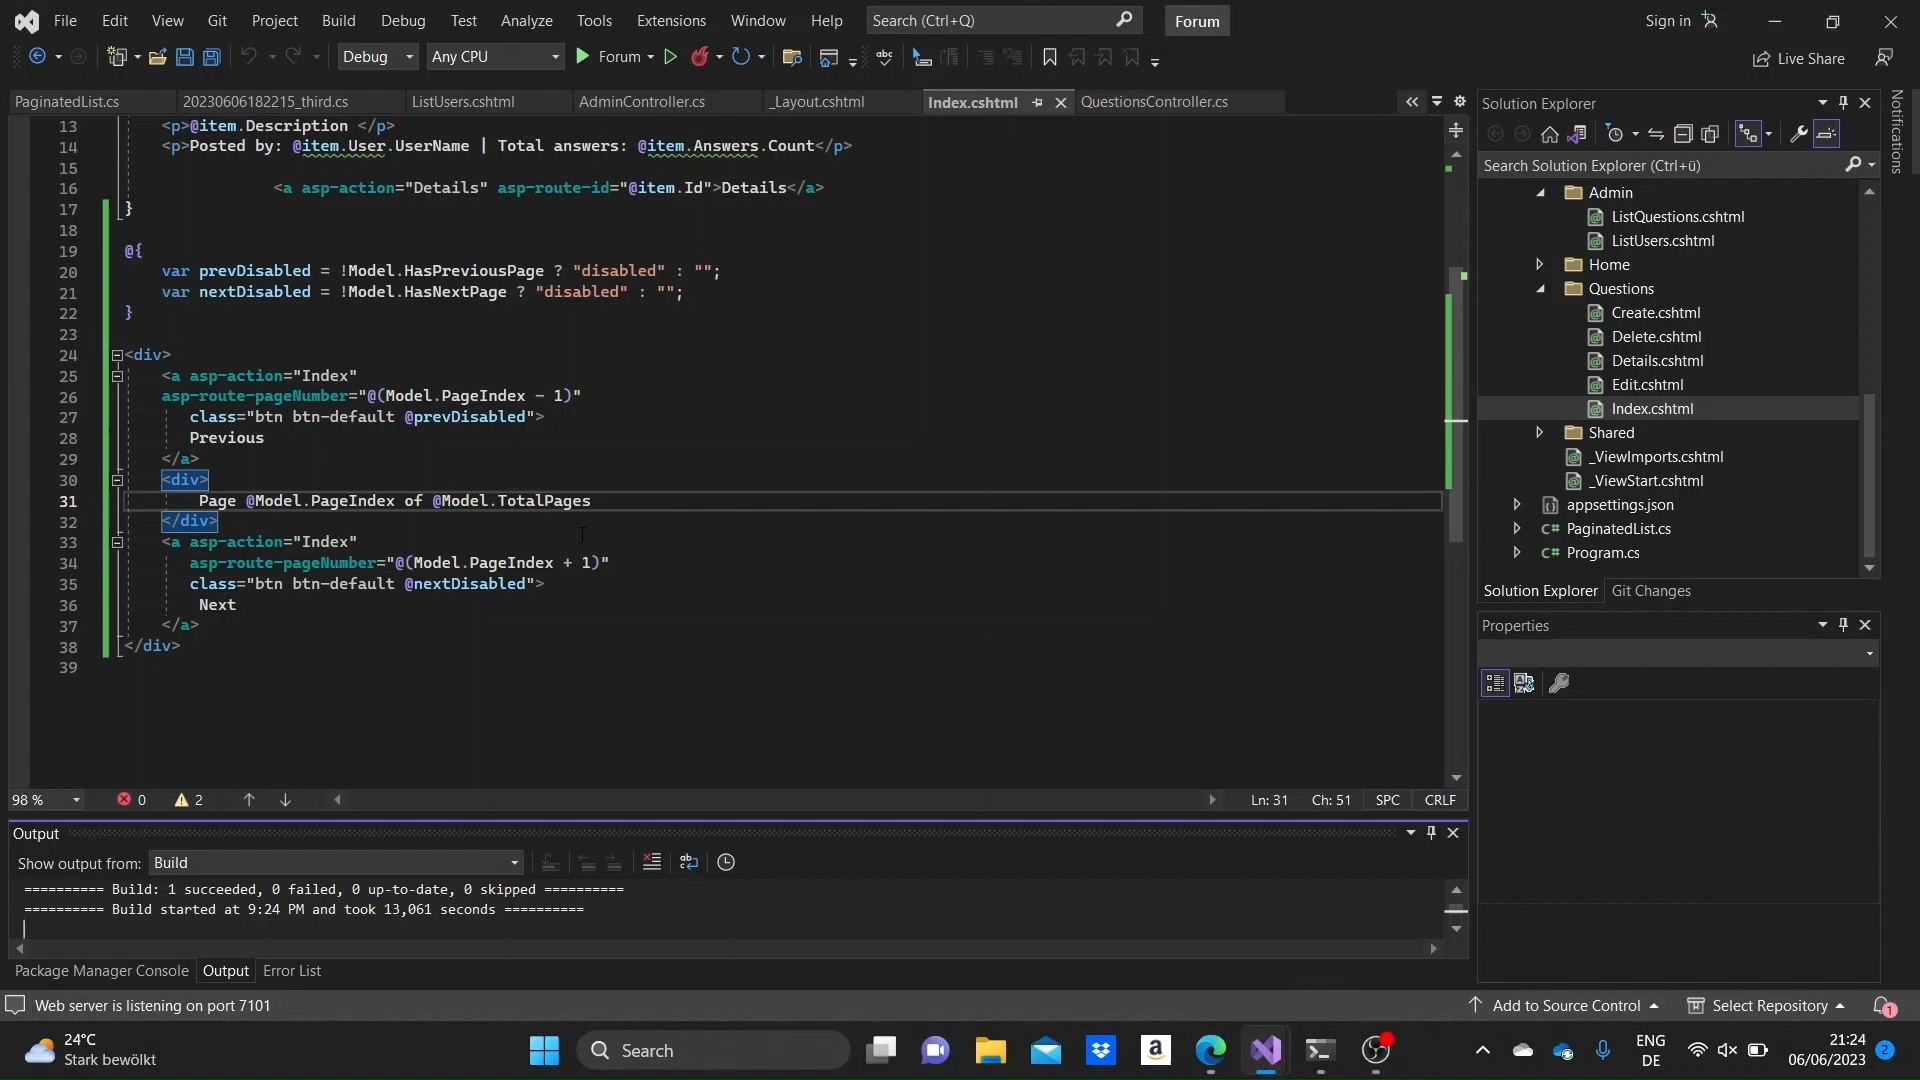 File Edit View Git Project Build Debug Test Analyze Tools Extensions Window Help Search (Ctrl+Q) Forum Sign in
Debug Any CPU Forum Live Share
PaginatedList.cs 20230606182215_third.cs ListUsers.cshtml AdminController.cs _Layout.cshtml Index.cshtml QuestionsController.cs
13 <p>@item.Description </p>
14 <p>Posted by: @item.User.UserName | Total answers: @item.Answers.Count</p>
15
16 <a asp-action="Details" asp-route-id="@item.Id">Details</a>
17 }
18
19 @{
20 var prevDisabled = !Model.HasPreviousPage ? "disabled" : "";
21 var nextDisabled = !Model.HasNextPage ? "disabled" : "";
22 }
23
24 <div>
25 <a asp-action="Index"
26 asp-route-pageNumber="@(Model.PageIndex - 1)"
27 class="btn btn-default @prevDisabled">
28 Previous
29 </a>
30 <div>
31 Page @Model.PageIndex of @Model.TotalPages
32 </div>
33 <a asp-action="Index"
34 asp-route-pageNumber="@(Model.PageIndex + 1)"
35 class="btn btn-default @nextDisabled">
36 Next
37 </a>
38 </div>
39
98 % 0 2 Ln: 31 Ch: 51 SPC CRLF
Output
Show output from: Build
========== Build: 1 succeeded, 0 failed, 0 up-to-date, 0 skipped ==========
========== Build started at 9:24 PM and took 13,061 seconds ==========
Package Manager Console Output Error List
Solution Explorer
Search Solution Explorer (Ctrl+ü)
Admin
ListQuestions.cshtml
ListUsers.cshtml
Home
Questions
Create.cshtml
Delete.cshtml
Details.cshtml
Edit.cshtml
Index.cshtml
Shared
_ViewImports.cshtml
_ViewStart.cshtml
appsettings.json
C# PaginatedList.cs
C# Program.cs
Solution Explorer Git Changes
Properties
Notifications
Web server is listening on port 7101 Add to Source Control Select Repository 1
24°C
Stark bewölkt
Search
ENG
DE
21:24
06/06/2023
2